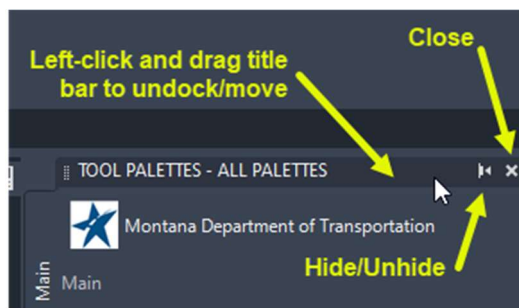 Close
Left-click and drag title
bar to undock/move
TOOL PALETTES - ALL PALETTES
Montana Department of Transportation
Main
Main
Hide/Unhide